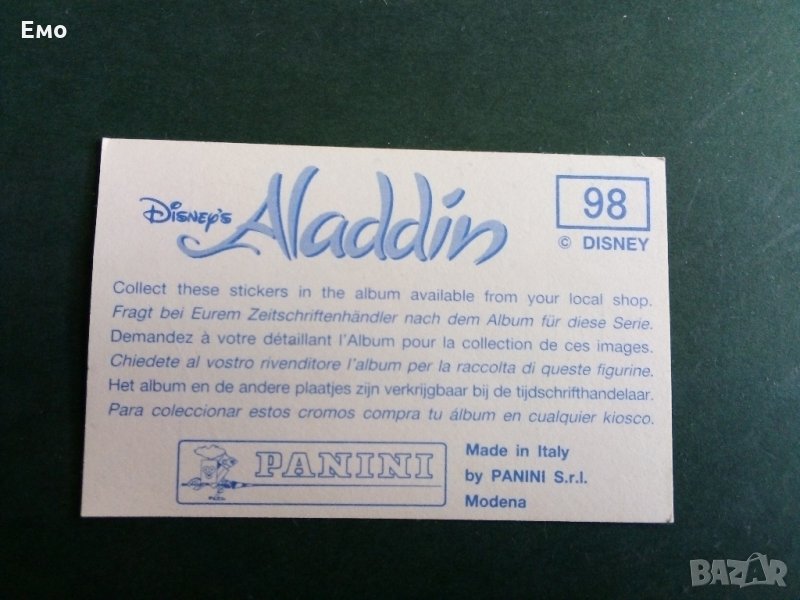 Emo
Disney's Aladdin
98
© DISNEY
Collect these stickers in the album available from your local shop.
Fragt bei Eurem Zeitschriftenhändler nach dem Album für diese Serie.
Demandez à votre détaillant l'Album pour la collection de ces images.
Chiedete al vostro rivenditore l'album per la raccolta di queste figurine.
Het album en de andere plaatjes zijn verkrijgbaar bij de tijdschrifthandelaar.
Para coleccionar estos cromos compra tu álbum en cualquier kiosco.
PANINI
Made in Italy
by PANINI S.r.l.
Modena
BAZAR